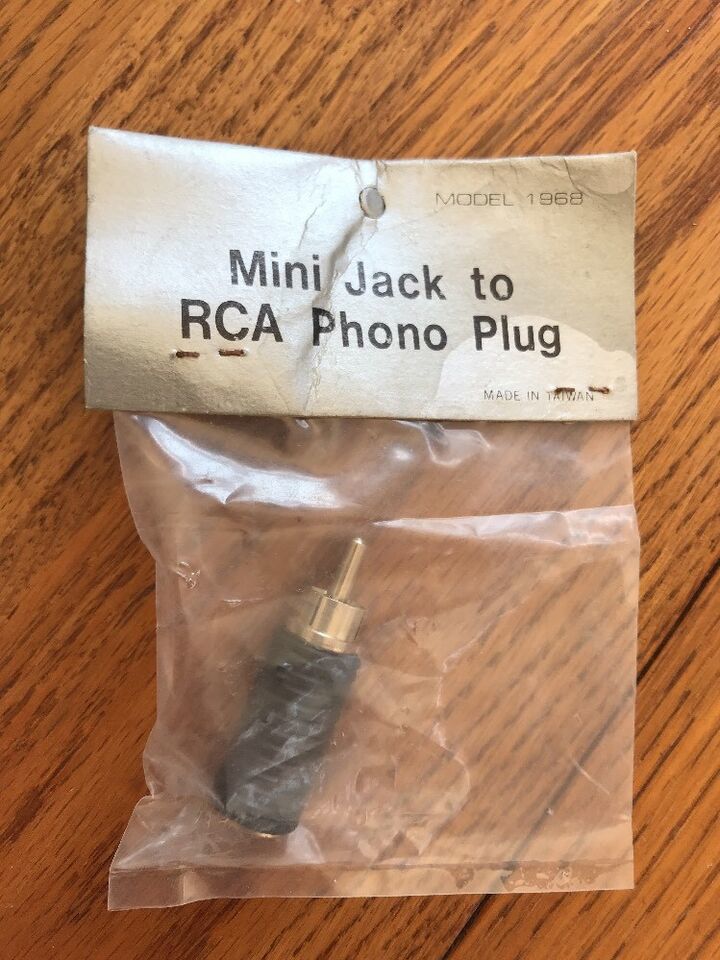 MODEL 1968
Mini Jack to
RCA Phono Plug
MADE IN TAIWAN